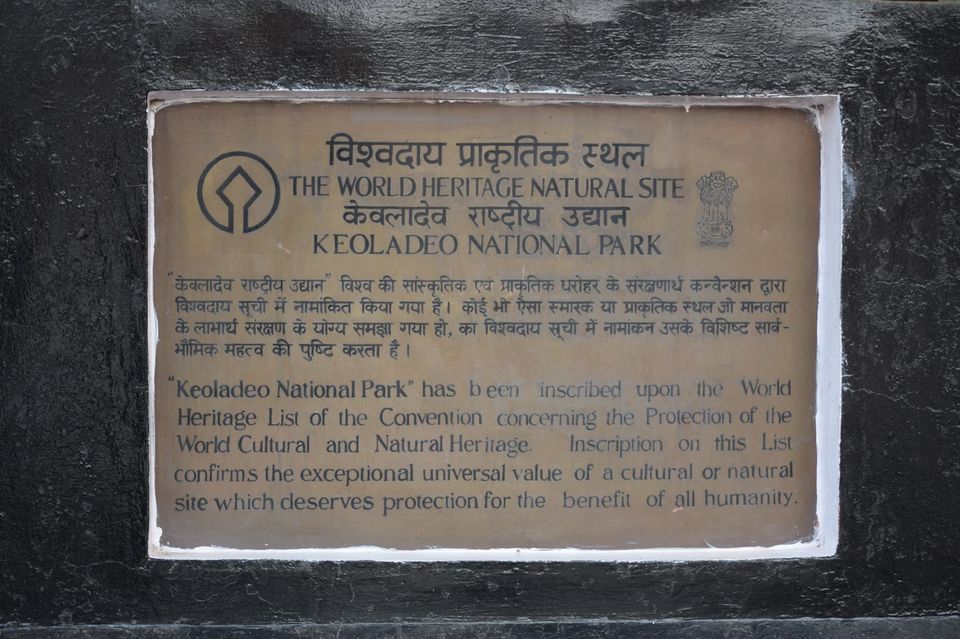 विश्वदाय प्राकृतिक स्थल
THE WORLD HERITAGE NATURAL SITE
केवलादेव राष्ट्रीय उद्यान
KEOLADEO NATIONAL PARK
"केवलादेव राष्ट्रीय उद्यान" विश्व की सांस्कृतिक एवं प्राकृतिक धरोहर के संरक्षणार्थ कन्वेन्शन द्वारा
विश्वदाय सूची में नामांकित किया गया है। कोई भी ऐसा स्मारक या प्राकृतिक स्थल जो मानवता
के लाभार्थ संरक्षण के योग्य समझा गया हो, का विश्वदाय सूची में नामांकन उसके विशिष्ट सार्व-
भौमिक महत्व की पुष्टि करता है।
"Keoladeo National Park" has been inscribed upon the World
Heritage List of the Convention concerning the Protection of the
World Cultural and Natural Heritage. Inscription on this List
confirms the exceptional universal value of a cultural or natural
site which deserves protection for the benefit of all humanity.